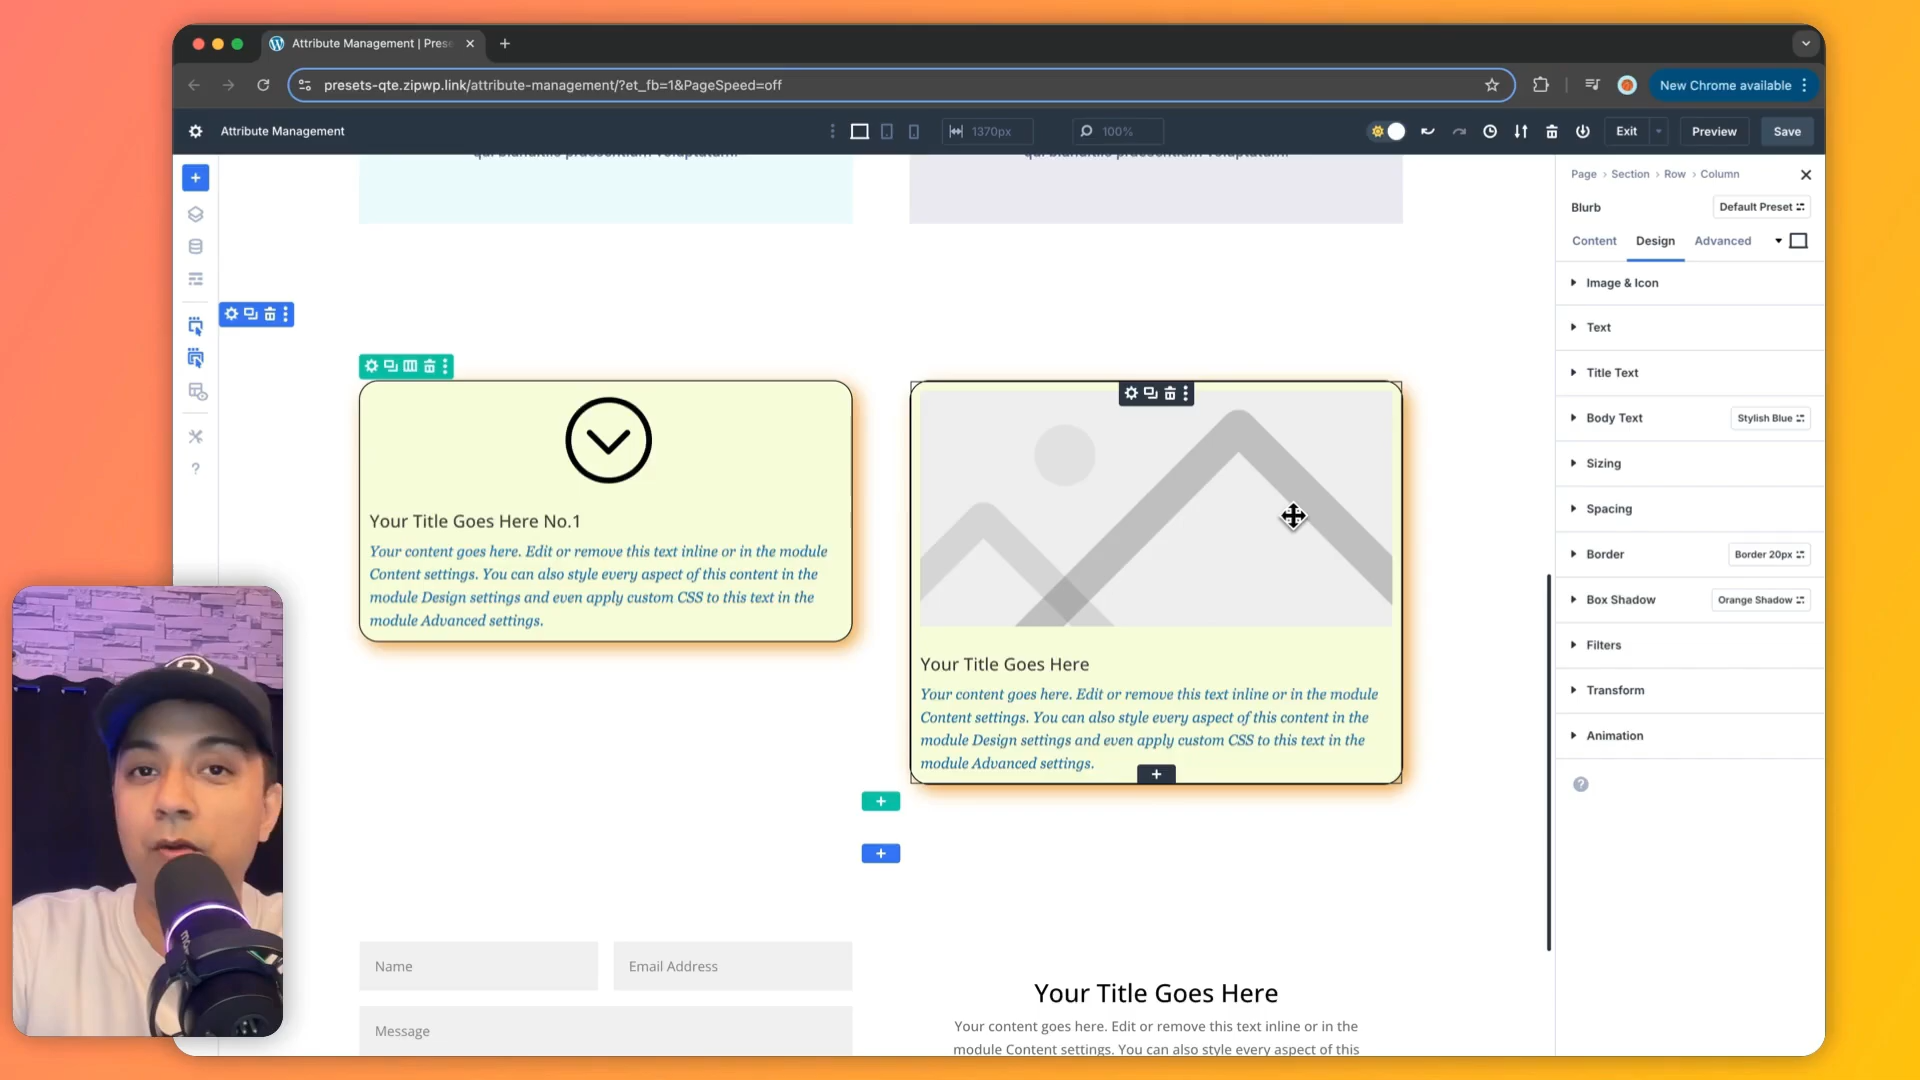 Attribute Management | Prese
presets-qte.zipwp.link/attribute-management/?et_fb=1&PageSpeed=off
New Chrome available
Attribute Management
1370px
100%
Exit
Preview
Save
Page › Section › Row › Column
Blurb
Default Preset
Content
Design
Advanced
Image & Icon
Text
Title Text
Body Text
Stylish Blue
Sizing
Spacing
Border
Border 20px
Box Shadow
Orange Shadow
Filters
Transform
Animation
Your Title Goes Here No.1
Your content goes here. Edit or remove this text inline or in the module
Content settings. You can also style every aspect of this content in the
module Design settings and even apply custom CSS to this text in the
module Advanced settings.
Your Title Goes Here
Your content goes here. Edit or remove this text inline or in the module
Content settings. You can also style every aspect of this content in the
module Design settings and even apply custom CSS to this text in the
module Advanced settings.
Name
Email Address
Message
Your Title Goes Here
Your content goes here. Edit or remove this text inline or in the
module Content settings. You can also style every aspect of this